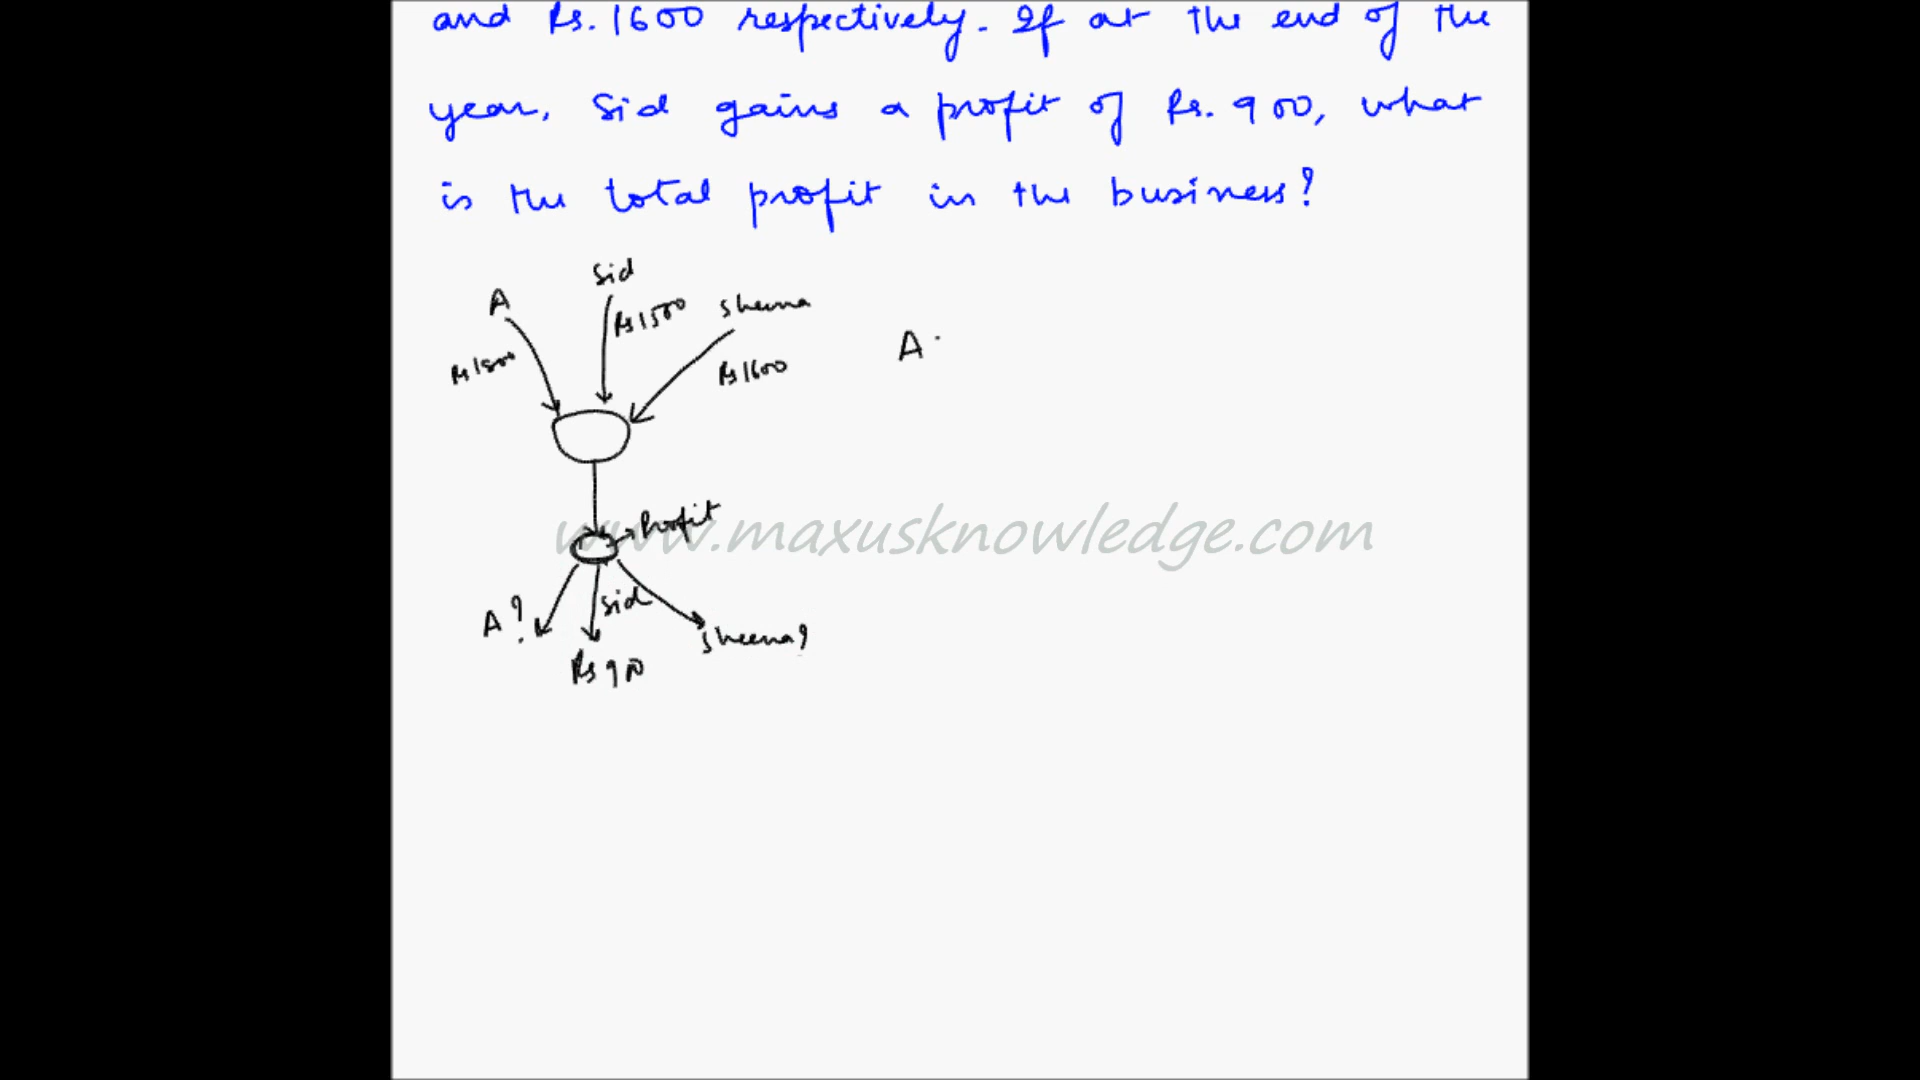 and Rs. 1600 respectively. If at the end of the
year, Sid gains a profit of Rs. 900, what
is the total profit in the business?
Sid
A
Rs 1500
sheena
A
Rs 1600
www.maxusknowledge.com
Profit
A?
Sid
sheena?
Rs 900